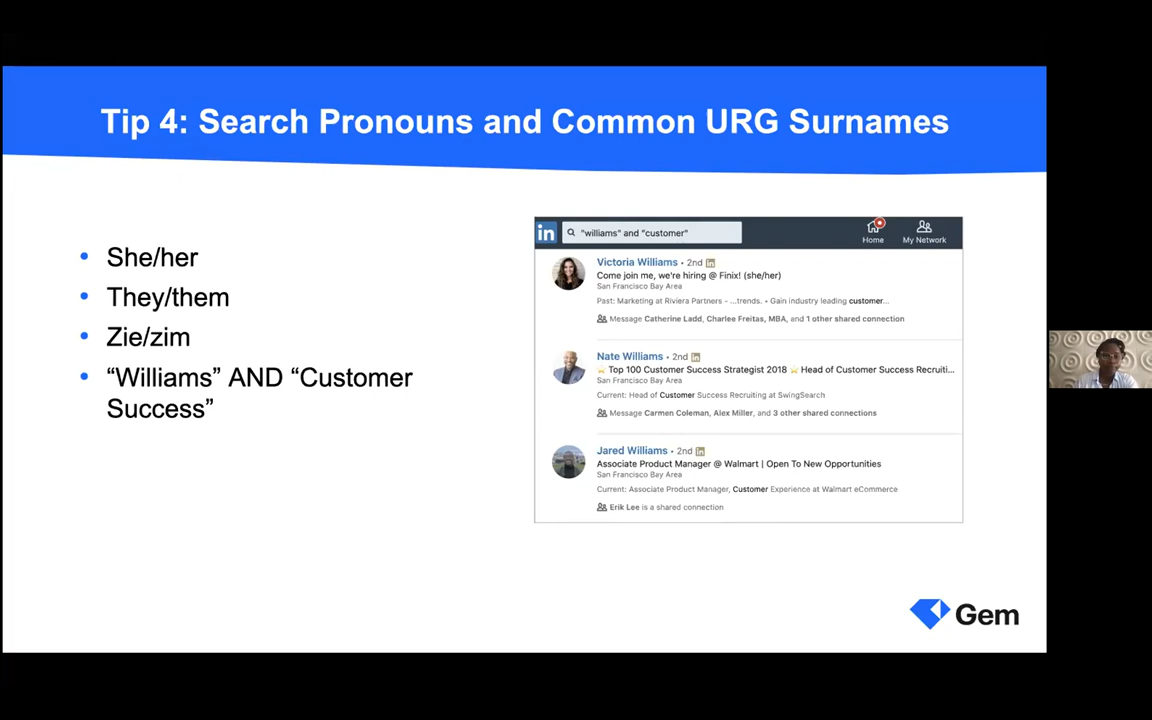 Tip 4: Search Pronouns and Common URG Surnames
• She/her
• They/them
• Zie/zim
• “Williams” AND “Customer
Success”
in
"williams" and "customer"
Home
My Network
Victoria Williams • 2nd in
Come join me, we're hiring @ Finix! (she/her)
San Francisco Bay Area
Past: Marketing at Riviera Partners - ...trends. • Gain industry leading customer...
Message Catherine Ladd, Charlee Freitas, MBA, and 1 other shared connection
Nate Williams • 2nd in
⭐ Top 100 Customer Success Strategist 2018 ⭐ Head of Customer Success Recruiti...
San Francisco Bay Area
Current: Head of Customer Success Recruiting at SwingSearch
Message Carmen Coleman, Alex Miller, and 3 other shared connections
Jared Williams • 2nd in
Associate Product Manager @ Walmart | Open To New Opportunities
San Francisco Bay Area
Current: Associate Product Manager, Customer Experience at Walmart eCommerce
Erik Lee is a shared connection
Gem